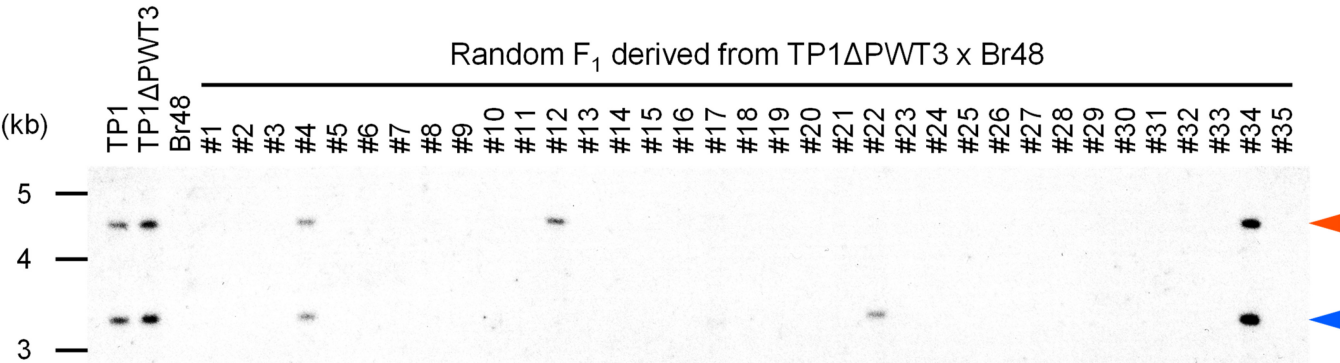 Random F₁ derived from TP1ΔPWT3 x Br48
(kb) TP1 TP1ΔPWT3 Br48 #1 #2 #3 #4 #5 #6 #7 #8 #9 #10 #11 #12 #13 #14 #15 #16 #17 #18 #19 #20 #21 #22 #23 #24 #25 #26 #27 #28 #29 #30 #31 #32 #33 #34 #35
5
4
3